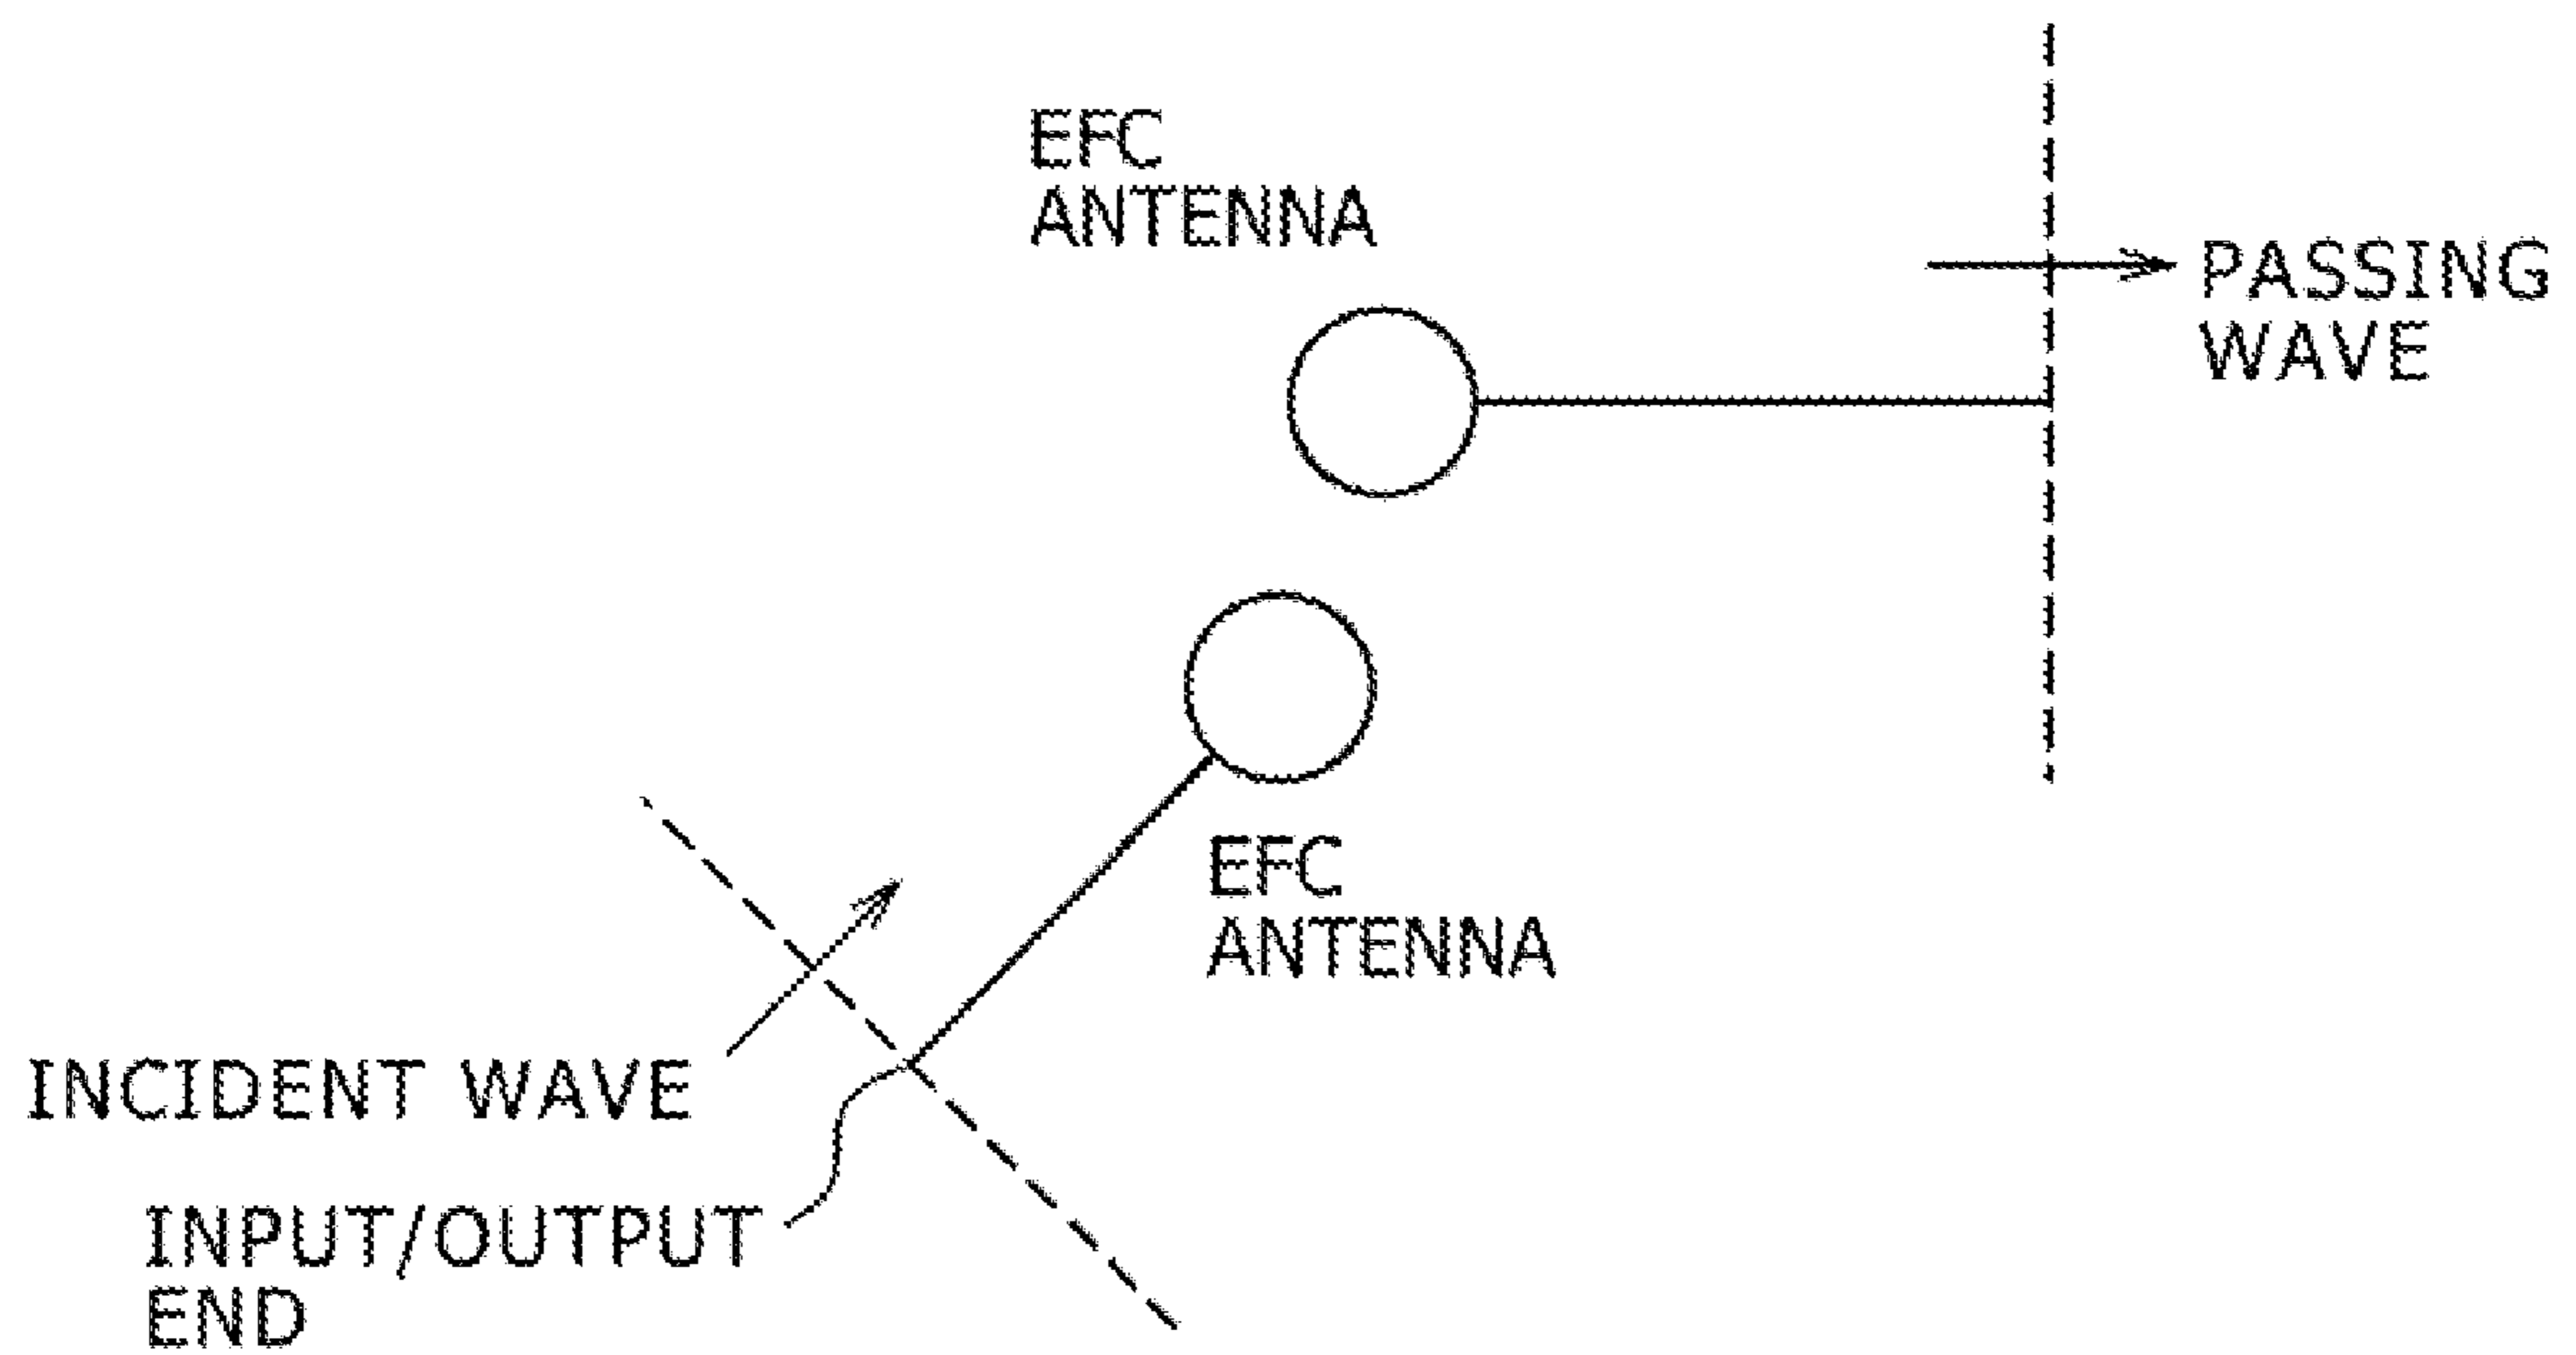 EFC
ANTENNA
PASSING
WAVE
EFC
ANTENNA
INCIDENT WAVE
INPUT/OUTPUT
END